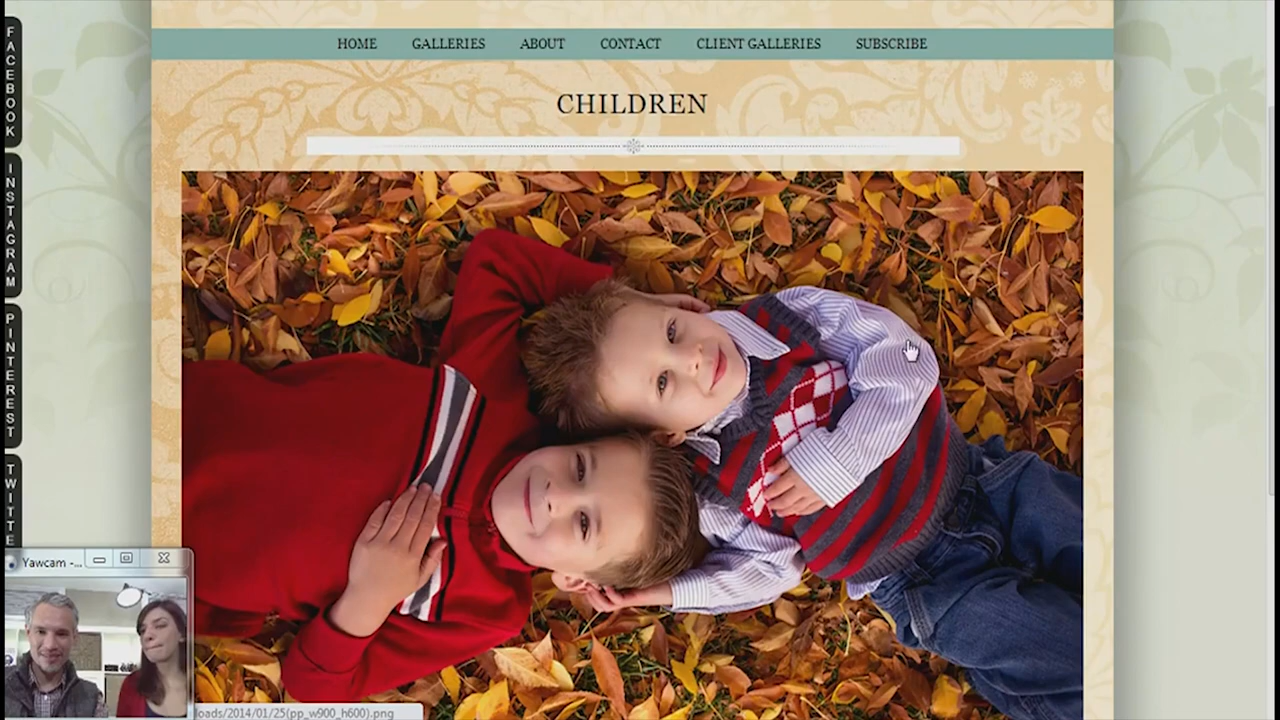 HOME GALLERIES ABOUT CONTACT CLIENT GALLERIES SUBSCRIBE
CHILDREN
FACEBOOK
INSTAGRAM
PINTEREST
TWITTE
Yawcam -...
loads/2014/01/25(pp_w900_h600).png